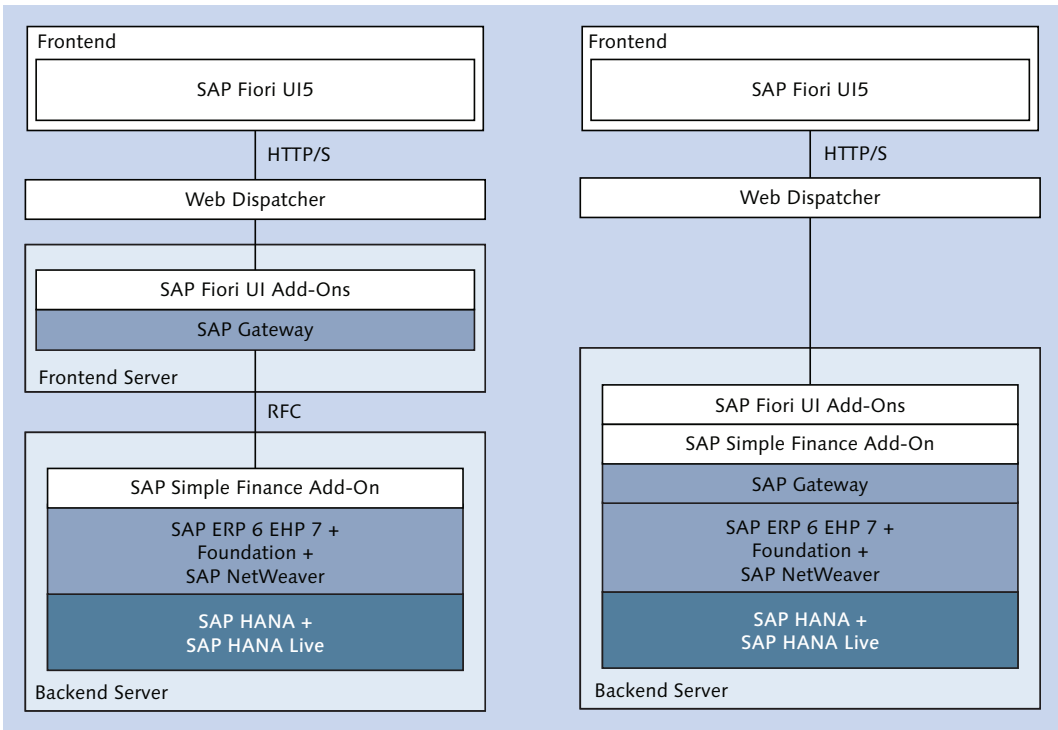 Frontend
SAP Fiori UI5
HTTP/S
Web Dispatcher
SAP Fiori UI Add-Ons
SAP Gateway
Frontend Server
RFC
SAP Simple Finance Add-On
SAP ERP 6 EHP 7 +
Foundation +
SAP NetWeaver
SAP HANA +
SAP HANA Live
Backend Server
Frontend
SAP Fiori UI5
HTTP/S
Web Dispatcher
SAP Fiori UI Add-Ons
SAP Simple Finance Add-On
SAP Gateway
SAP ERP 6 EHP 7 +
Foundation +
SAP NetWeaver
SAP HANA +
SAP HANA Live
Backend Server